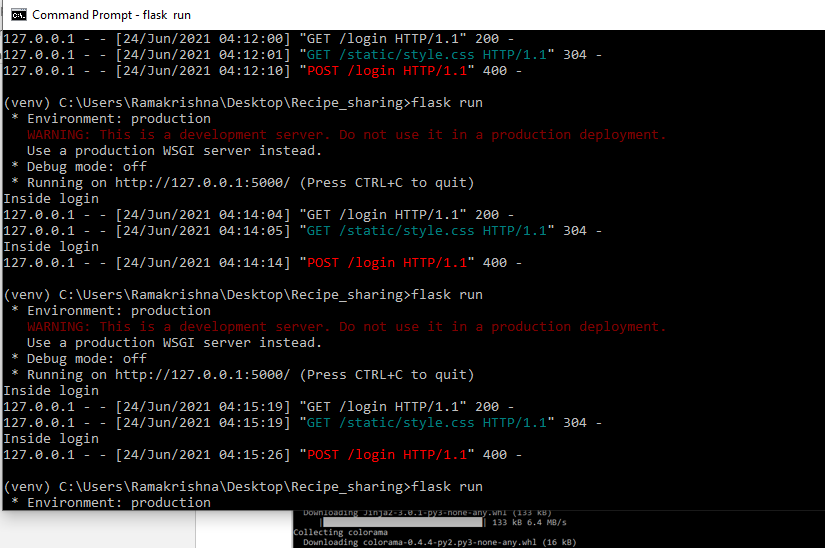 Command Prompt - flask run
127.0.0.1 - - [24/Jun/2021 04:12:00] "GET /login HTTP/1.1" 200 -
127.0.0.1 - - [24/Jun/2021 04:12:01] "GET /static/style.css HTTP/1.1" 304 -
127.0.0.1 - - [24/Jun/2021 04:12:10] "POST /login HTTP/1.1" 400 -
(venv) C:\Users\Ramakrishna\Desktop\Recipe_sharing>flask run
* Environment: production
WARNING: This is a development server. Do not use it in a production deployment.
Use a production WSGI server instead.
* Debug mode: off
* Running on http://127.0.0.1:5000/ (Press CTRL+C to quit)
Inside login
127.0.0.1 - - [24/Jun/2021 04:14:04] "GET /login HTTP/1.1" 200 -
127.0.0.1 - - [24/Jun/2021 04:14:05] "GET /static/style.css HTTP/1.1" 304 -
Inside login
127.0.0.1 - - [24/Jun/2021 04:14:14] "POST /login HTTP/1.1" 400 -
(venv) C:\Users\Ramakrishna\Desktop\Recipe_sharing>flask run
* Environment: production
WARNING: This is a development server. Do not use it in a production deployment.
Use a production WSGI server instead.
* Debug mode: off
* Running on http://127.0.0.1:5000/ (Press CTRL+C to quit)
Inside login
127.0.0.1 - - [24/Jun/2021 04:15:19] "GET /login HTTP/1.1" 200 -
127.0.0.1 - - [24/Jun/2021 04:15:19] "GET /static/style.css HTTP/1.1" 304 -
Inside login
127.0.0.1 - - [24/Jun/2021 04:15:26] "POST /login HTTP/1.1" 400 -
(venv) C:\Users\Ramakrishna\Desktop\Recipe_sharing>flask run
* Environment: production
Downloading Jinja2-3.0.1-py3-none-any.whl (133 kB)
| | 133 kB 6.4 MB/s
Collecting colorama
Downloading colorama-0.4.4-py2.py3-none-any.whl (16 kB)